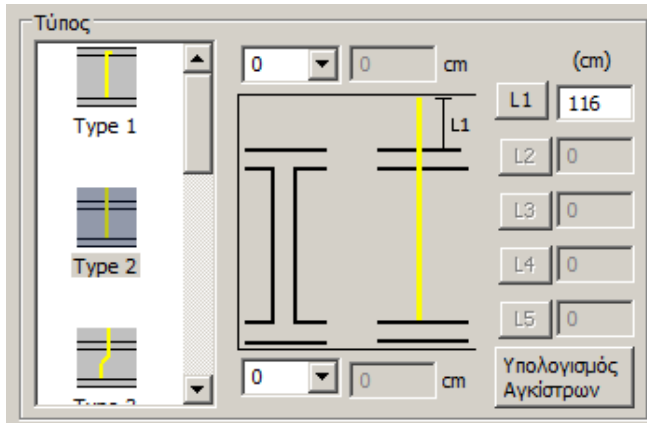 Τύπος
Type 1
Type 2
0
0
cm
L1
0
0
cm
(cm)
L1
116
L2
0
L3
0
L4
0
L5
0
Υπολογισμός
Αγκίστρων